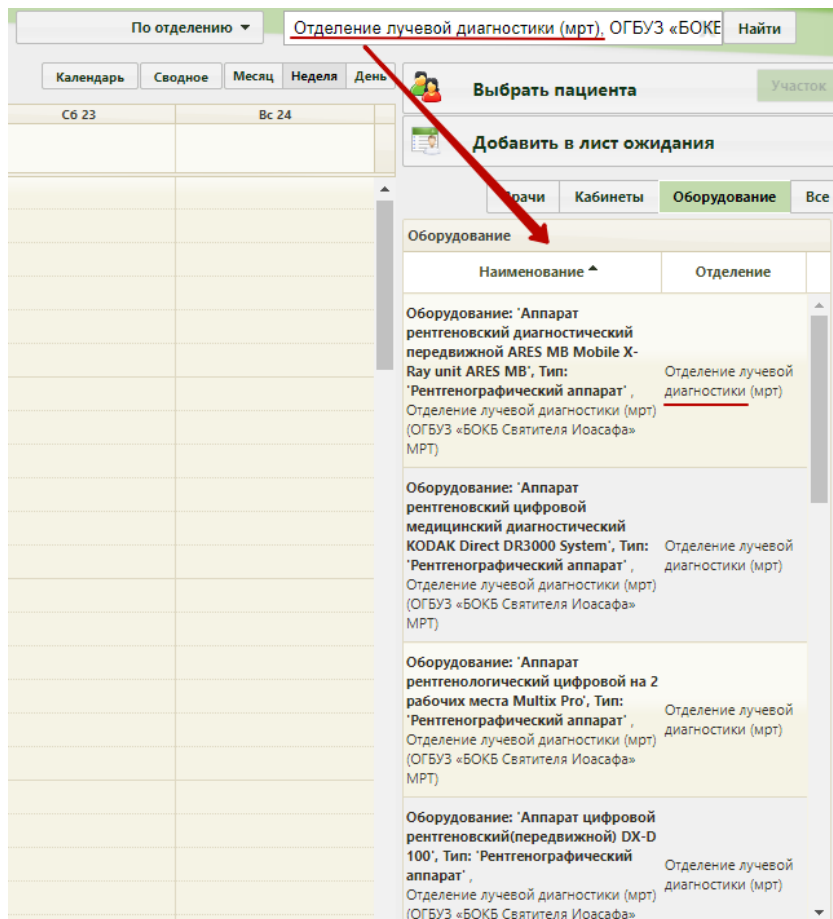 По отделению
Отделение лучевой диагностики (мрт), ОГБУЗ «БОКБ
Найти
Календарь Сводное Месяц Неделя День
Выбрать пациента
Участок
Сб 23 Вс 24
Добавить в лист ожидания
Врачи Кабинеты Оборудование Все
Оборудование
Наименование Отделение
Оборудование: 'Аппарат
рентгеновский диагностический
передвижной ARES MB Mobile X-
Ray unit ARES MB', Тип:
'Рентгенографический аппарат' ,
Отделение лучевой диагностики (мрт)
(ОГБУЗ «БОКБ Святителя Иоасафа»
МРТ)
Отделение лучевой
диагностики (мрт)
Оборудование: 'Аппарат
рентгеновский цифровой
медицинский диагностический
KODAK Direct DR3000 System', Тип:
'Рентгенографический аппарат' ,
Отделение лучевой диагностики (мрт)
(ОГБУЗ «БОКБ Святителя Иоасафа»
МРТ)
Отделение лучевой
диагностики (мрт)
Оборудование: 'Аппарат
рентгенологический цифровой на 2
рабочих места Multix Pro', Тип:
'Рентгенографический аппарат' ,
Отделение лучевой диагностики (мрт)
(ОГБУЗ «БОКБ Святителя Иоасафа»
МРТ)
Отделение лучевой
диагностики (мрт)
Оборудование: 'Аппарат цифровой
рентгеновский(передвижной) DX-D
100', Тип: 'Рентгенографический
аппарат' ,
Отделение лучевой диагностики (мрт)
(ОГБУЗ «БОКБ Святителя Иоасафа»
Отделение лучевой
диагностики (мрт)